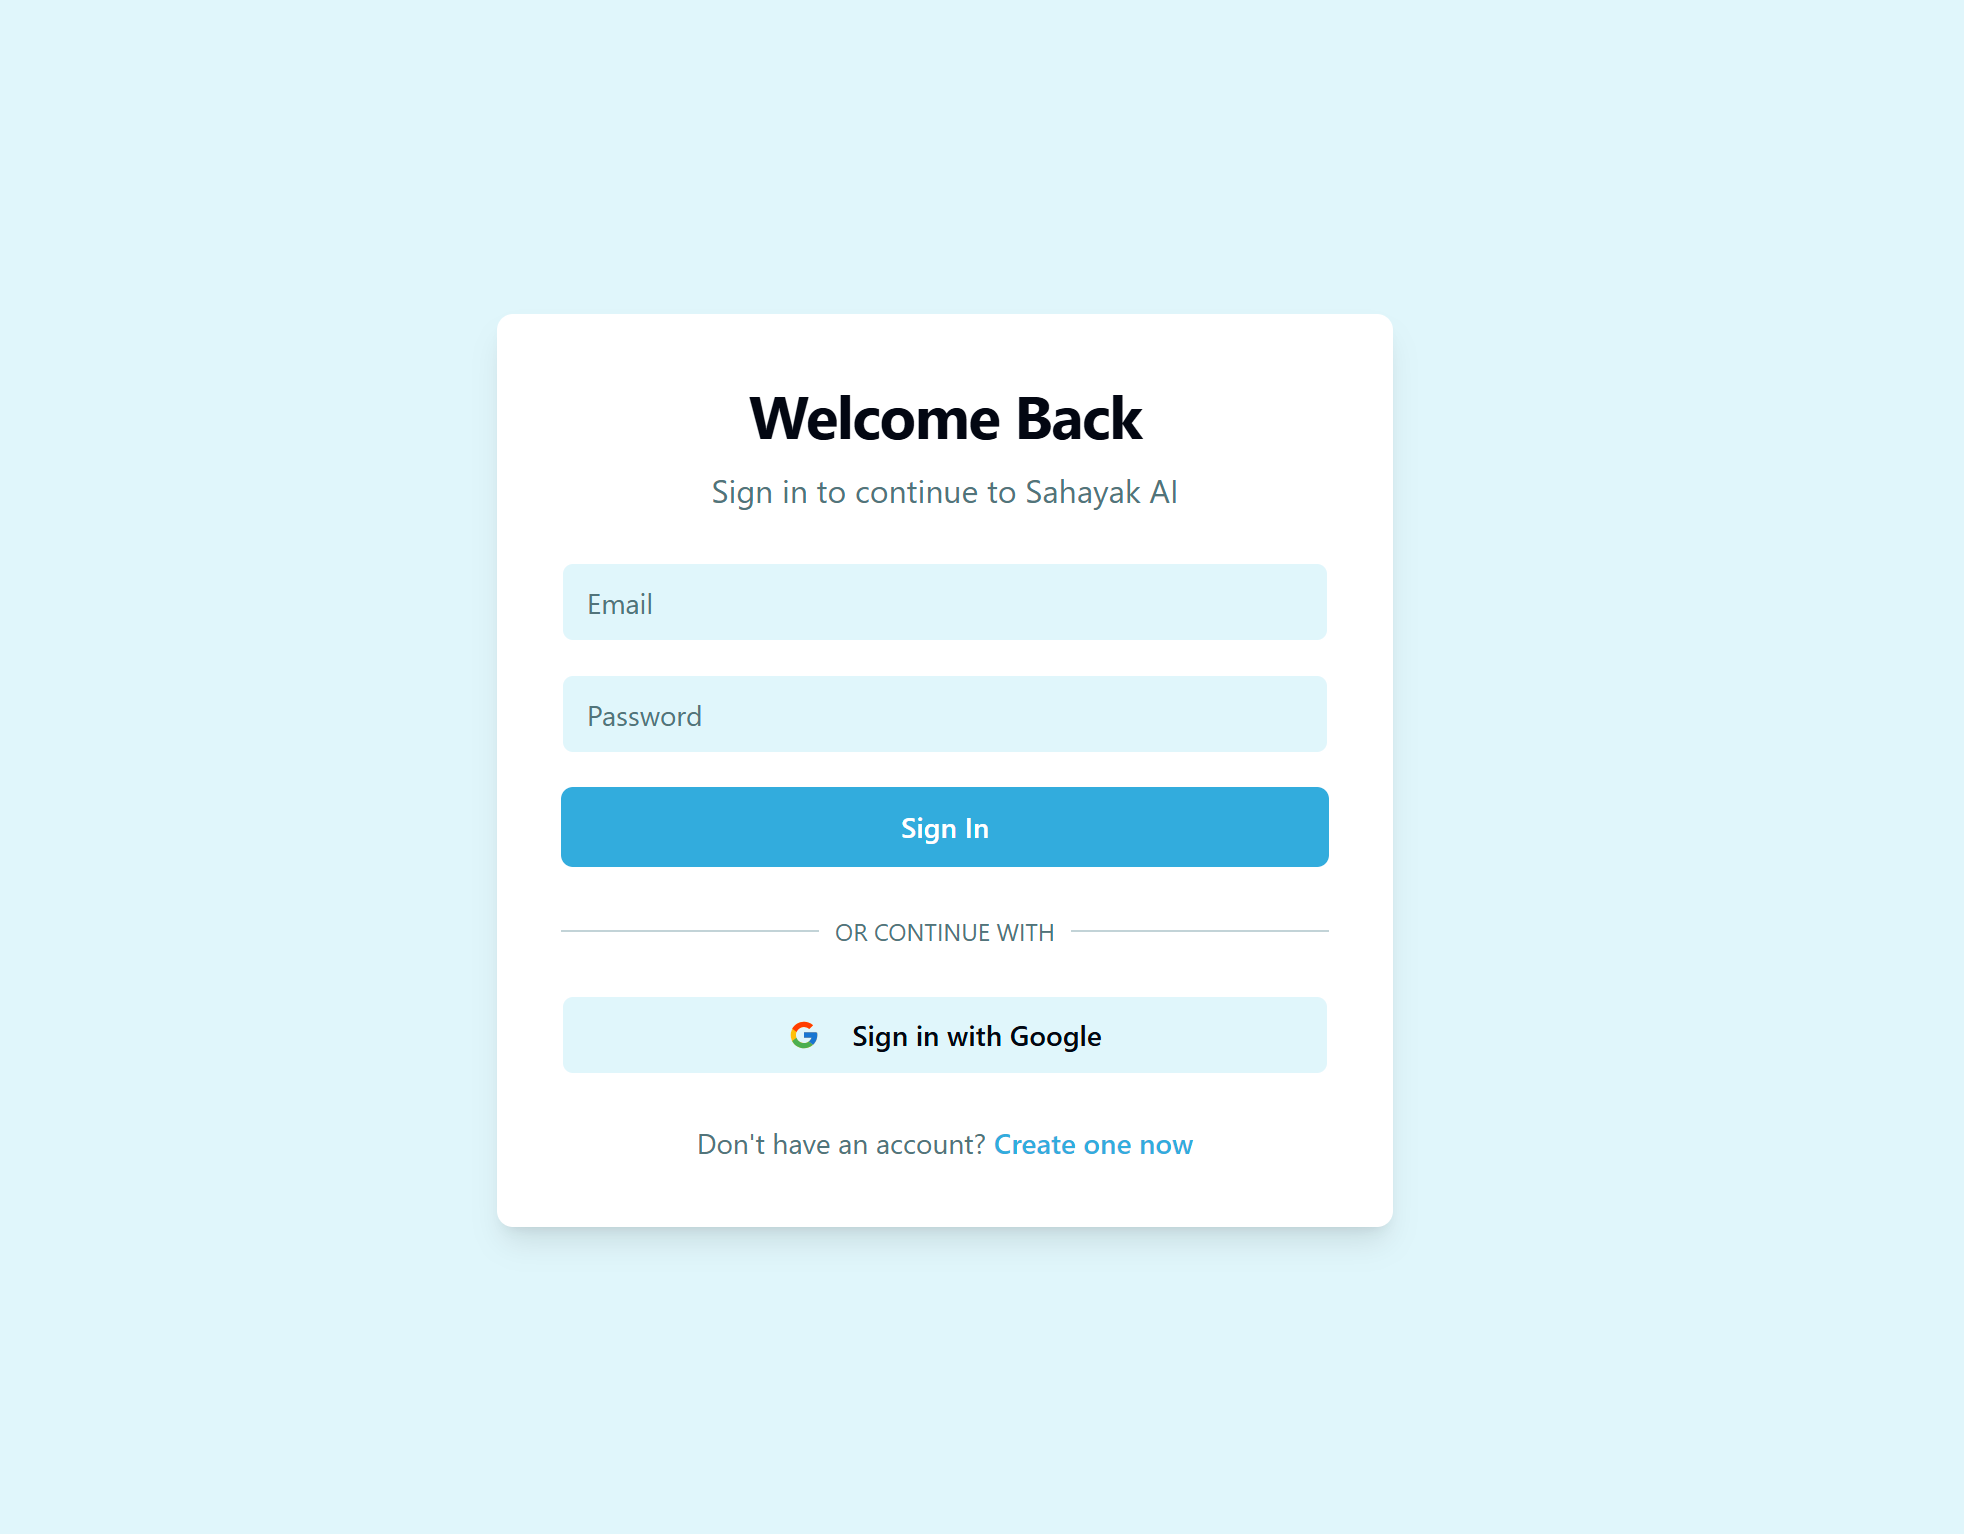 Welcome Back
Sign in to continue to Sahayak AI
Email
Password
Sign In
OR CONTINUE WITH
Sign in with Google
Don't have an account? Create one now